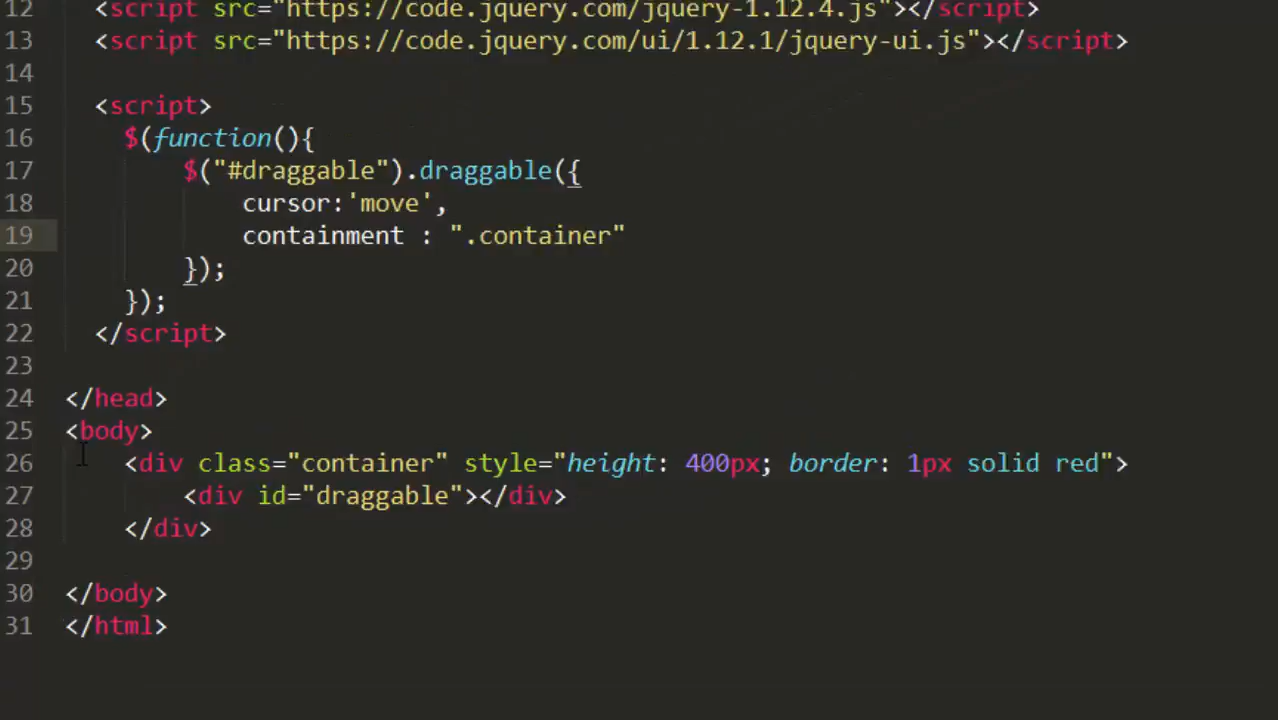 12 <script src="https://code.jquery.com/jquery-1.12.4.js"></script>
13 <script src="https://code.jquery.com/ui/1.12.1/jquery-ui.js"></script>
14
15 <script>
16 $(function(){
17 $("#draggable").draggable({
18 cursor:'move',
19 containment : ".container"
20 });
21 });
22 </script>
23
24 </head>
25 <body>
26 <div class="container" style="height: 400px; border: 1px solid red">
27 <div id="draggable"></div>
28 </div>
29
30 </body>
31 </html>